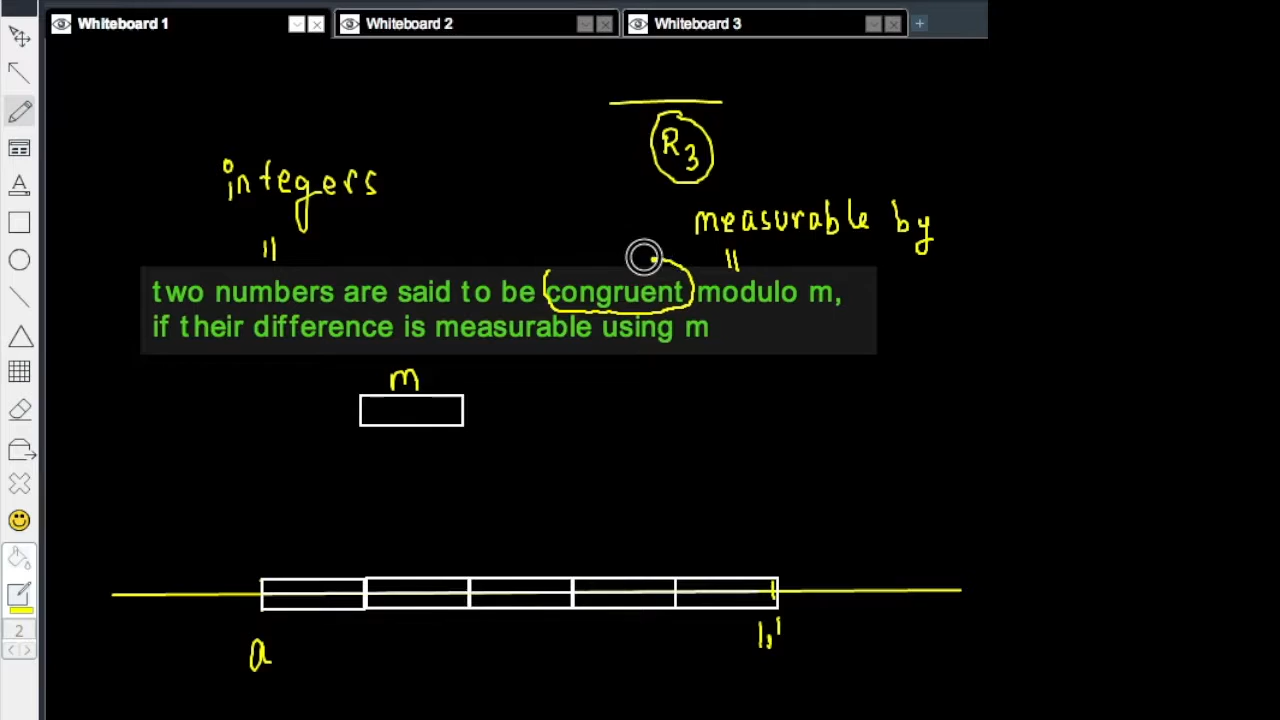 Whiteboard 1
Whiteboard 2
Whiteboard 3
R3
integers
measurable by
two numbers are said to be congruent modulo m,
if their difference is measurable using m
m
a
2